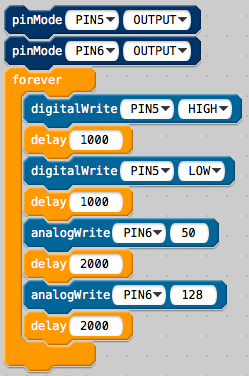 pinMode PIN5 OUTPUT
pinMode PIN6 OUTPUT
forever
digitalWrite PIN5 HIGH
delay 1000
digitalWrite PIN5 LOW
delay 1000
analogWrite PIN6 50
delay 2000
analogWrite PIN6 128
delay 2000